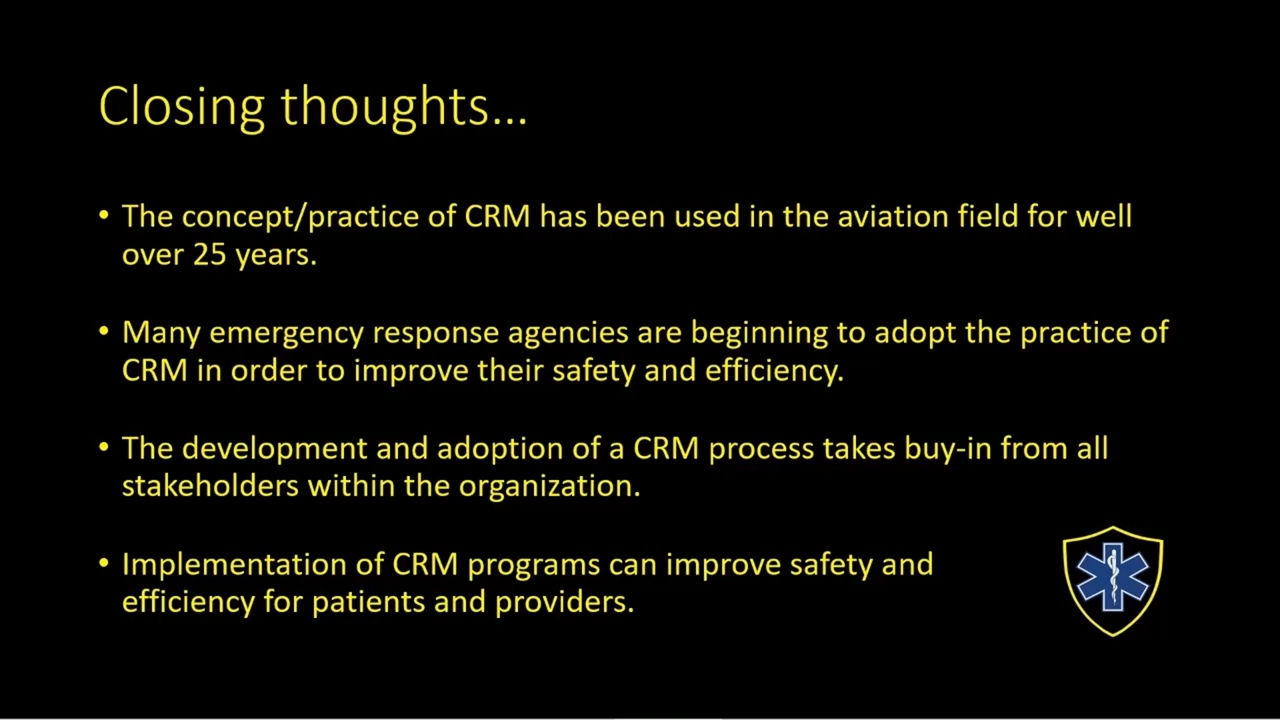 Closing thoughts...
• The concept/practice of CRM has been used in the aviation field for well
over 25 years.
• Many emergency response agencies are beginning to adopt the practice of
CRM in order to improve their safety and efficiency.
• The development and adoption of a CRM process takes buy-in from all
stakeholders within the organization.
• Implementation of CRM programs can improve safety and
efficiency for patients and providers.